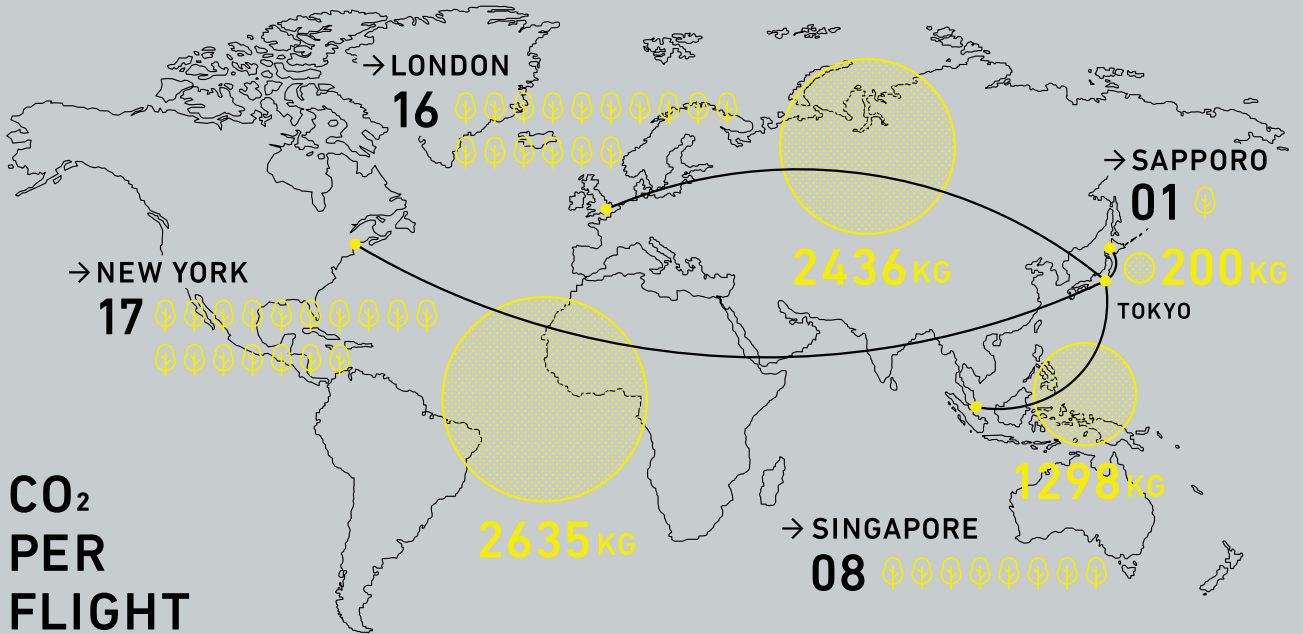 →LONDON
16
→SAPPORO
01
2436KG
200KG
→NEW YORK
17
TOKYO
1298KG
CO₂
PER
FLIGHT
2635KG
→SINGAPORE
08